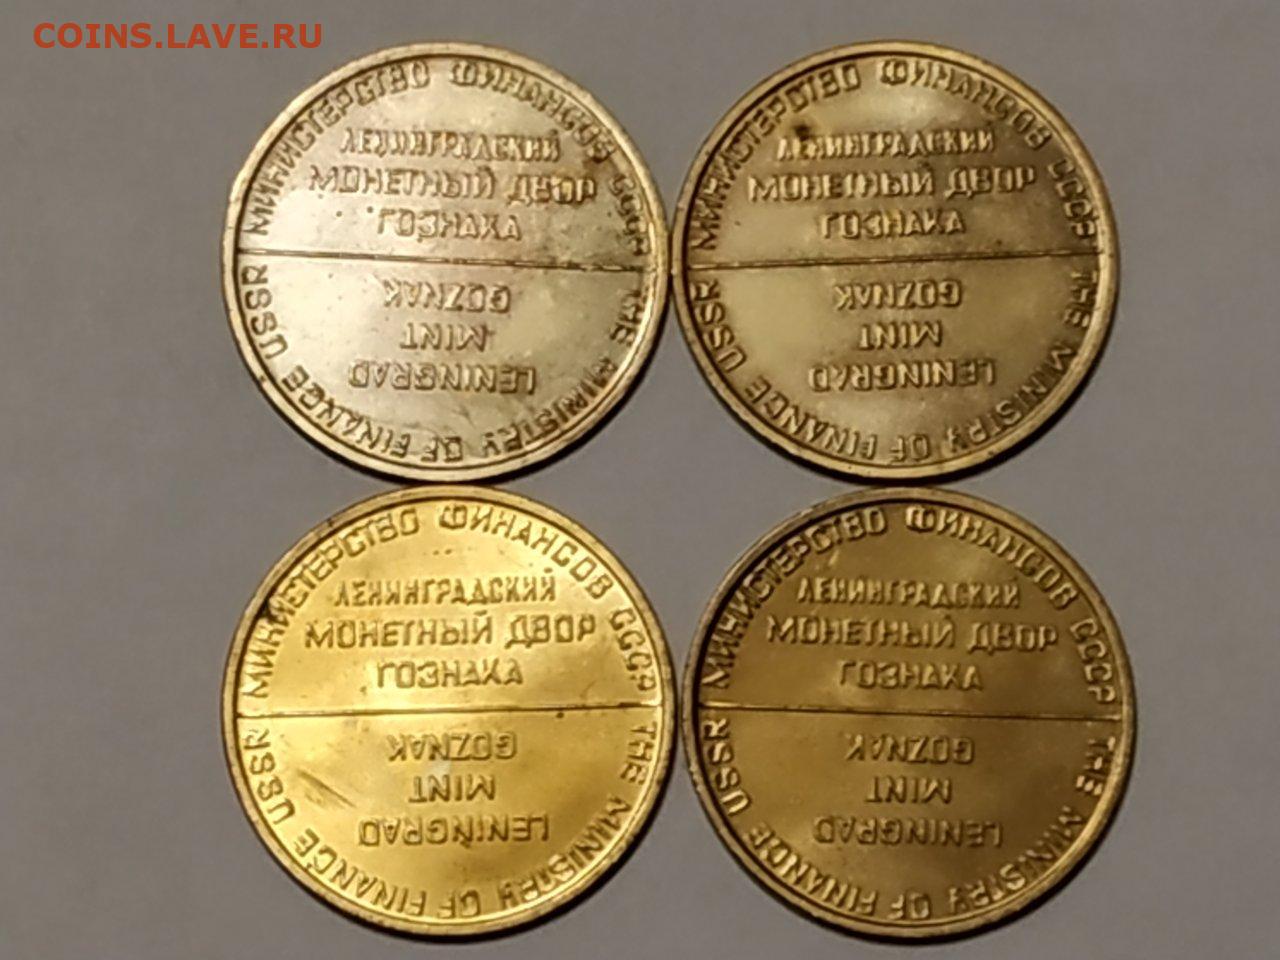 COINS.LAVE.RU
МИНИСТЕРСТВО ФИНАНСОВ СССР
ЛЕНИНГРАДСКИЙ
МОНЕТНЫЙ ДВОР
ГОЗНАКА
GOZNAK
MINT
LENINGRAD
THE MINISTRY OF FINANCE USSR
МИНИСТЕРСТВО ФИНАНСОВ СССР
ЛЕНИНГРАДСКИЙ
МОНЕТНЫЙ ДВОР
ГОЗНАКА
GOZNAK
MINT
LENINGRAD
THE MINISTRY OF FINANCE USSR
МИНИСТЕРСТВО ФИНАНСОВ СССР
ЛЕНИНГРАДСКИЙ
МОНЕТНЫЙ ДВОР
ГОЗНАКА
GOZNAK
MINT
LENINGRAD
THE MINISTRY OF FINANCE USSR
МИНИСТЕРСТВО ФИНАНСОВ СССР
ЛЕНИНГРАДСКИЙ
МОНЕТНЫЙ ДВОР
ГОЗНАКА
GOZNAK
MINT
LENINGRAD
THE MINISTRY OF FINANCE USSR